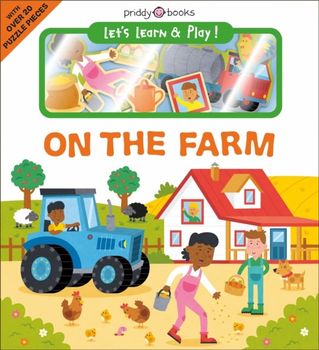 priddy books
Let's Learn & Play!
WITH
OVER 20
PUZZLE PIECES
ON THE FARM